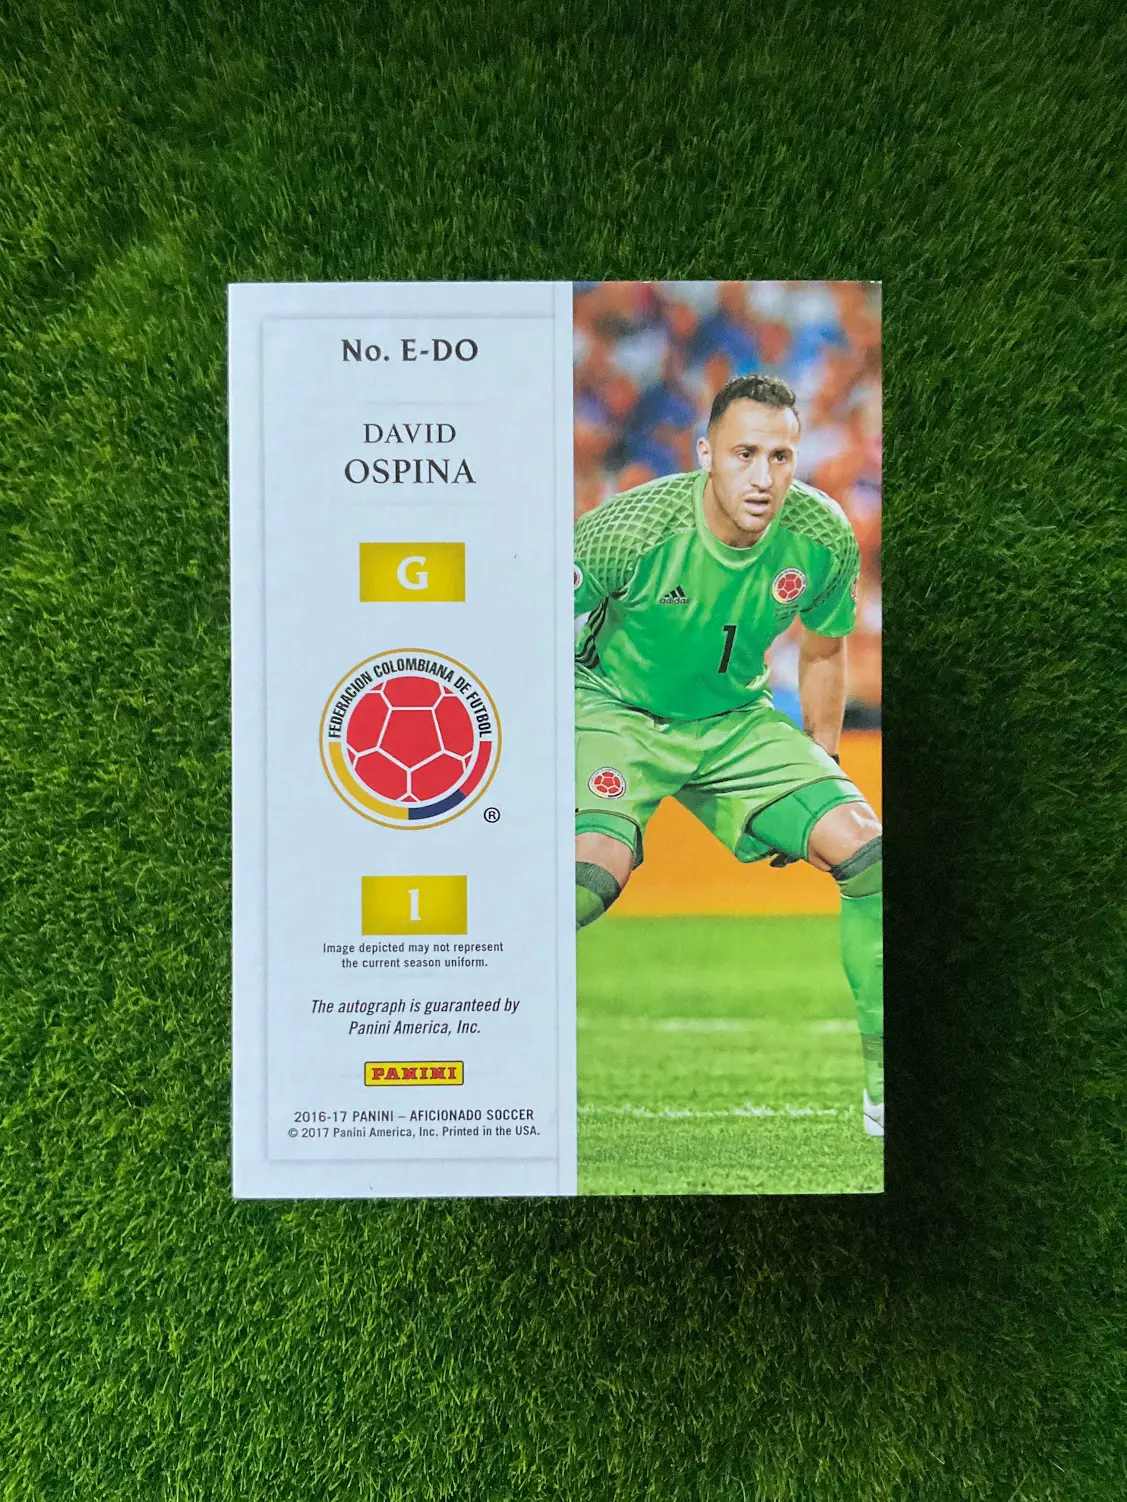 No. E-DO
DAVID
OSPINA
G
FEDERACION COLOMBIANA DE FUTBOL
®
1
Image depicted may not represent
the current season uniform.
The autograph is guaranteed by
Panini America, Inc.
PANINI
2016-17 PANINI – AFICIONADO SOCCER
© 2017 Panini America, Inc. Printed in the USA.
adidas
1